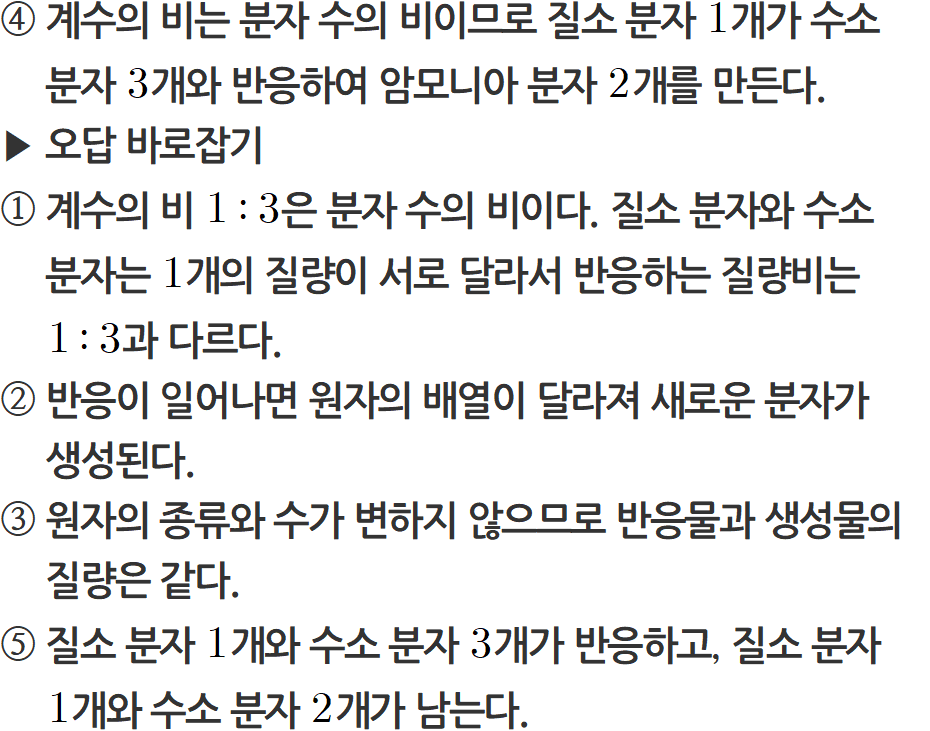 ④ 계수의 비는 분자 수의 비이므로 질소 분자 1개가 수소
분자 3개와 반응하여 암모니아 분자 2개를 만든다.
▶ 오답 바로잡기
① 계수의 비 1 : 3은 분자 수의 비이다. 질소 분자와 수소
분자는 1개의 질량이 서로 달라서 반응하는 질량비는
1 : 3과 다르다.
② 반응이 일어나면 원자의 배열이 달라져 새로운 분자가
생성된다.
③ 원자의 종류와 수가 변하지 않으므로 반응물과 생성물의
질량은 같다.
⑤ 질소 분자 1개와 수소 분자 3개가 반응하고, 질소 분자
1개와 수소 분자 2개가 남는다.